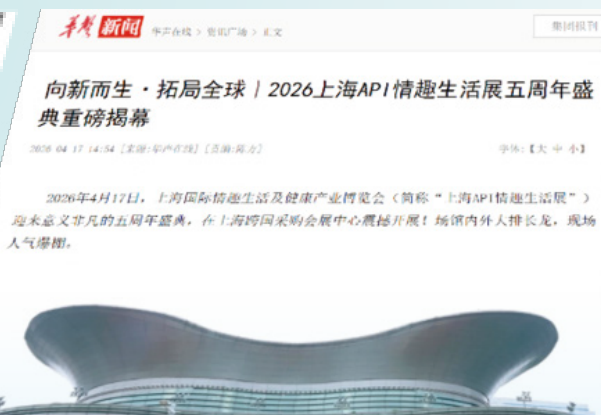 华声 新闻 华声在线 > 资讯广场 > 正文
集团报刊
向新而生·拓局全球｜2026上海API情趣生活展五周年盛
典重磅揭幕
2026-04-17 14:54 [来源:华声在线] [责编:陈方] 字体:【大 中 小】
2026年4月17日，上海国际情趣生活及健康产业博览会（简称“上海API情趣生活展”）
迎来意义非凡的五周年盛典，在上海跨国采购会展中心震撼开展！场馆内外人排长龙，现场
人气爆棚。